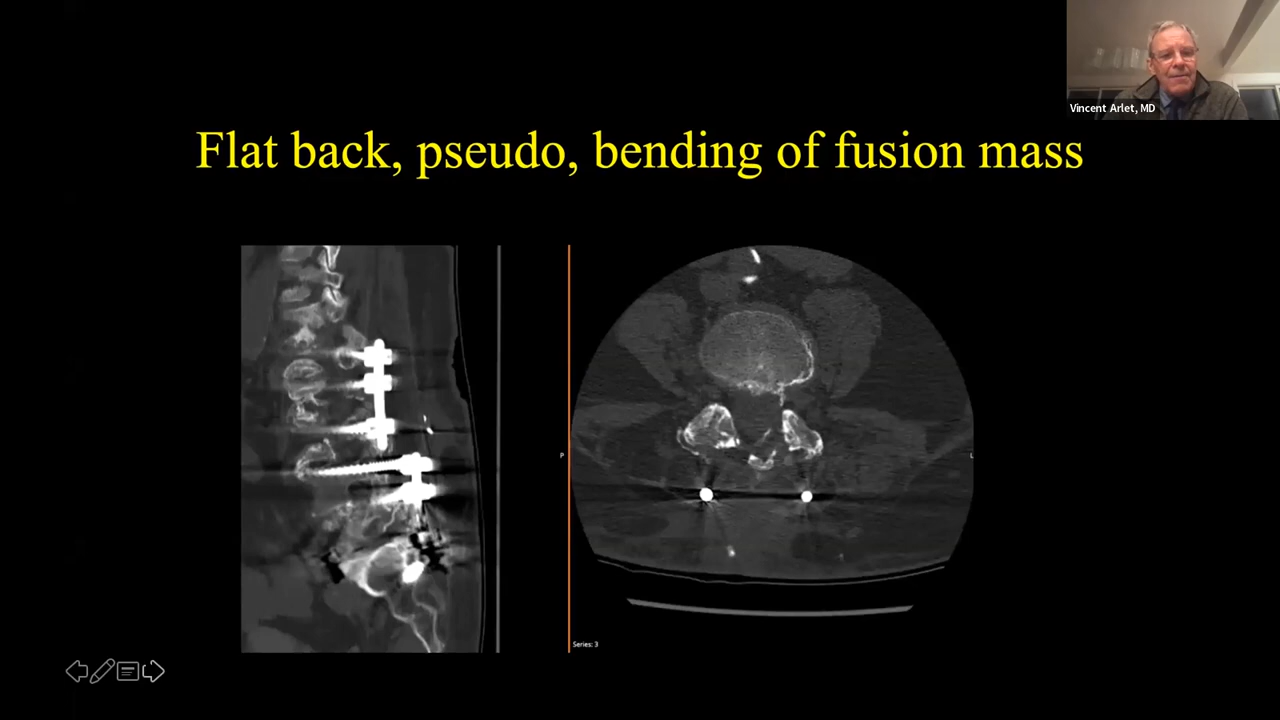 Vincent Arlet, MD
Flat back, pseudo, bending of fusion mass
P
L
Series: 3